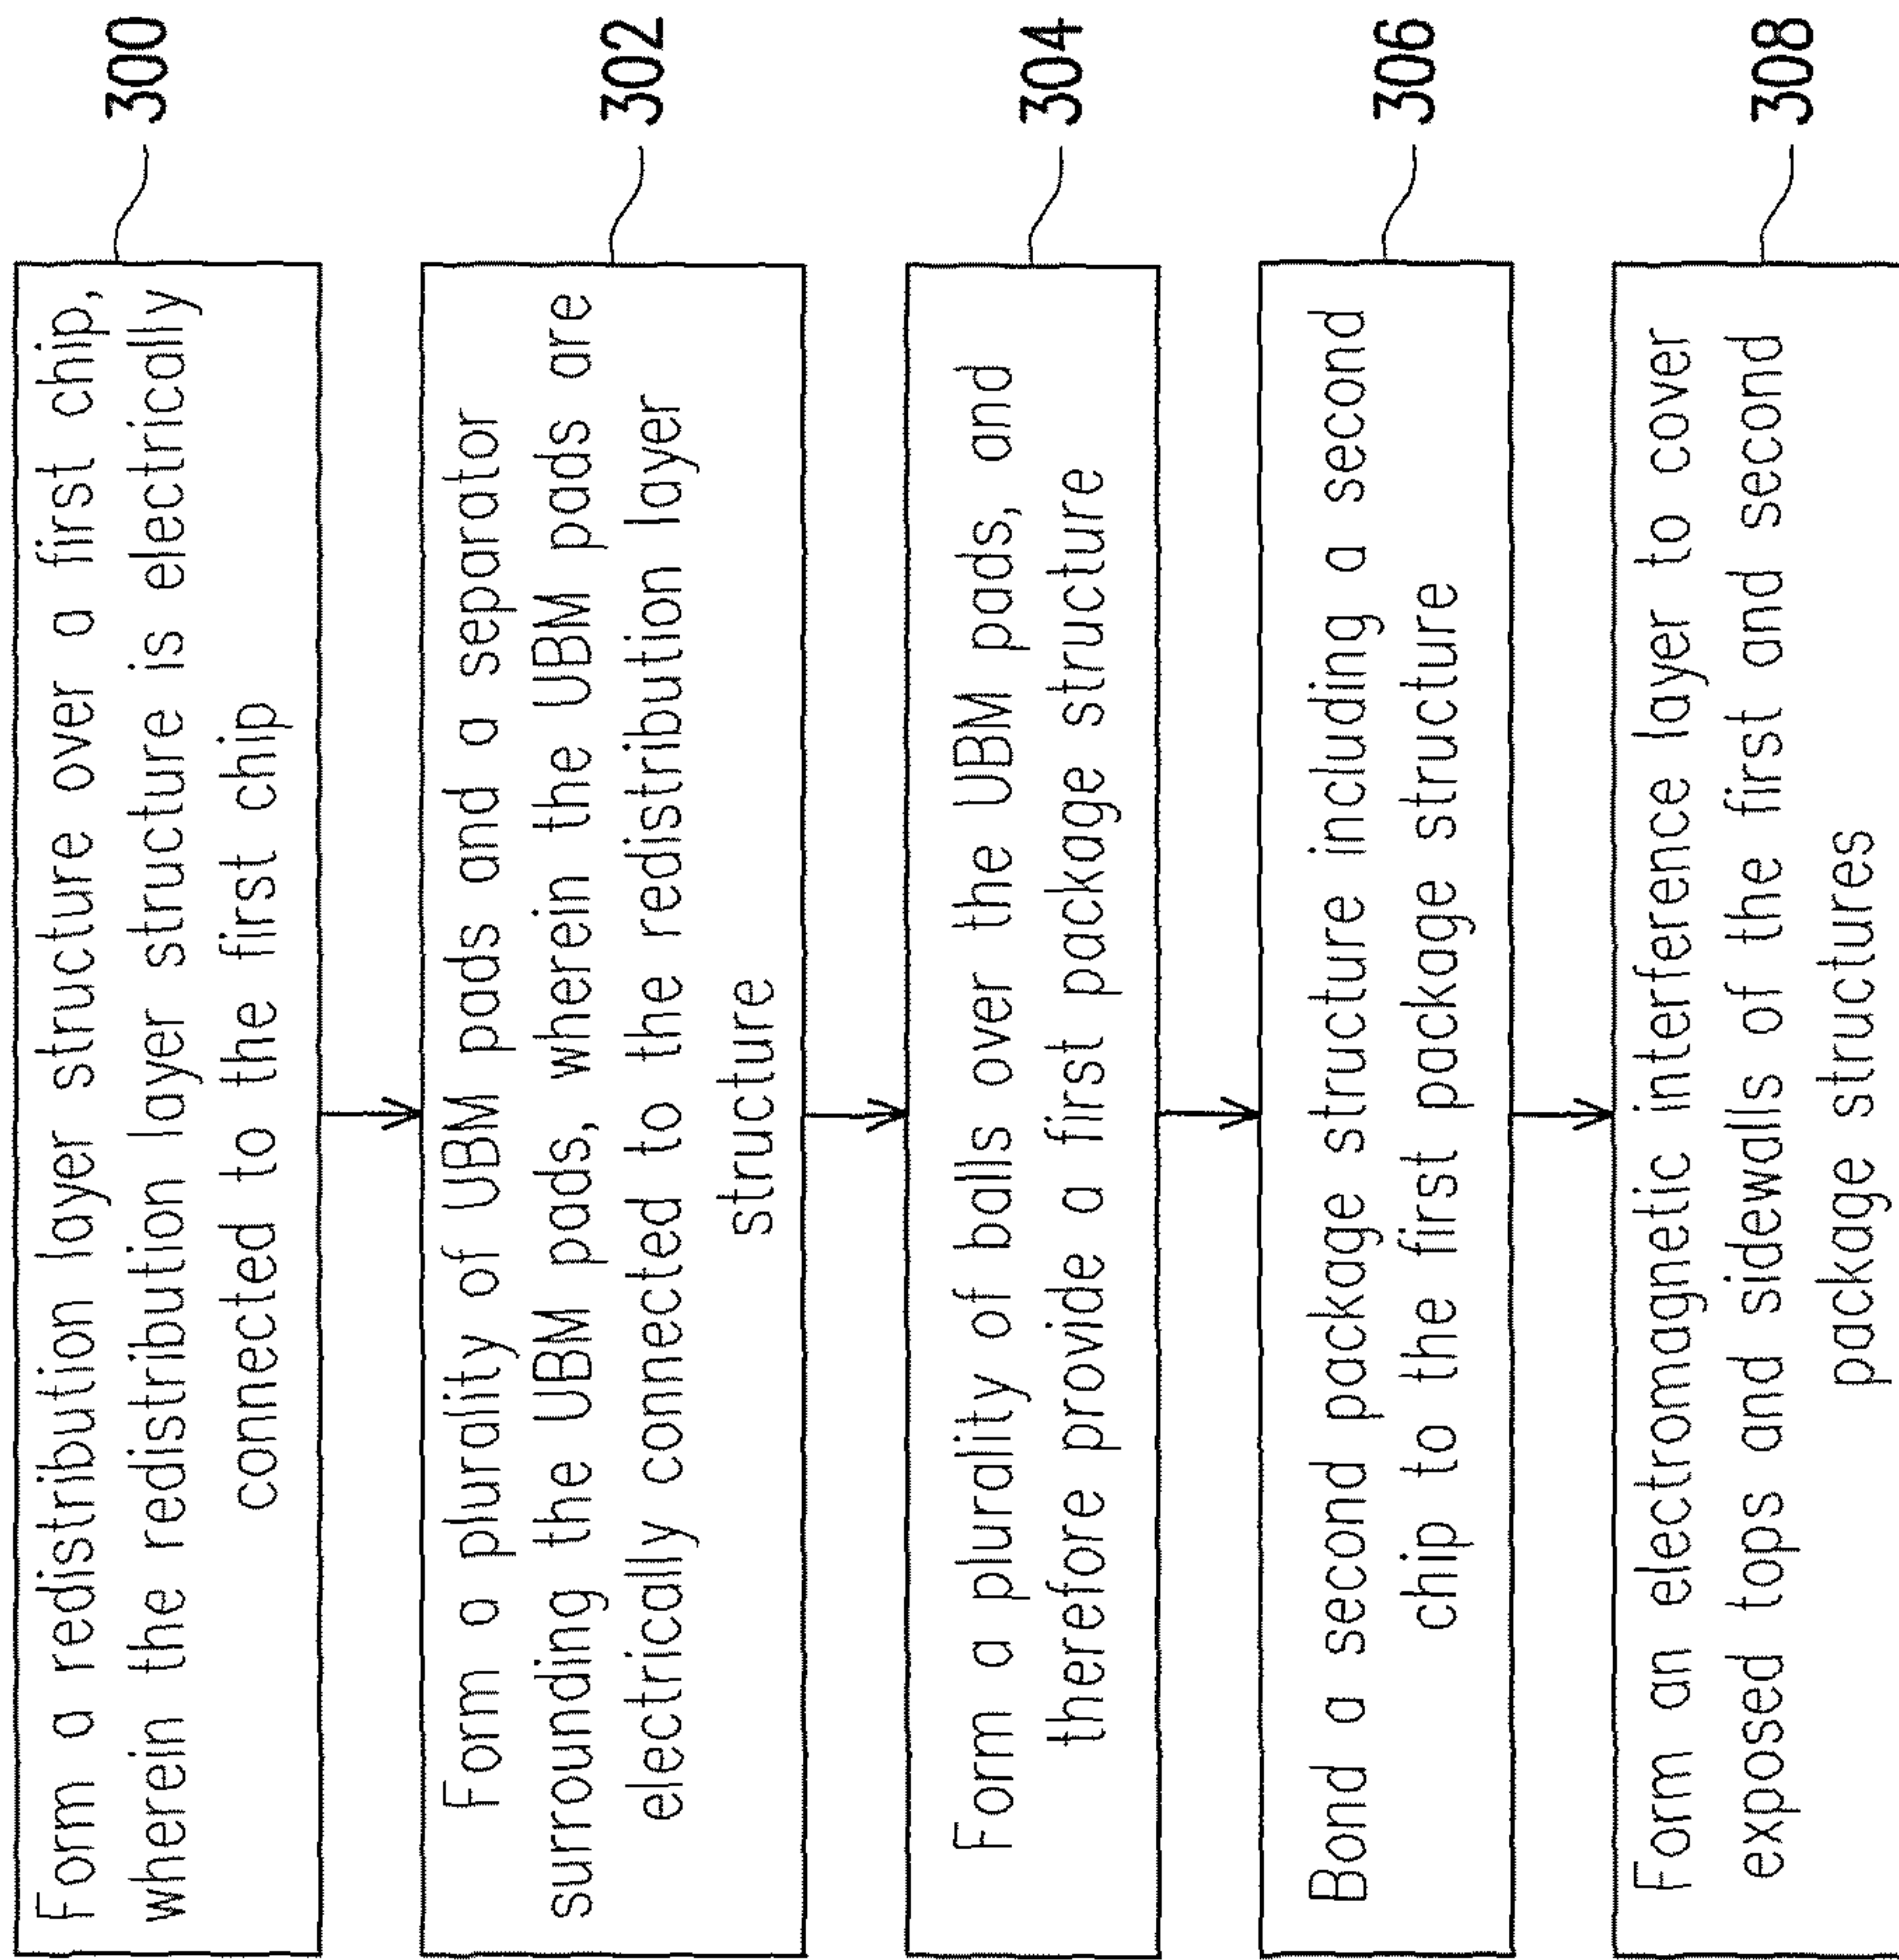 Form a redistribution layer structure over a first chip,
wherein the redistribution layer structure is electrically
connected to the first chip
300
Form a plurality of UBM pads and a separator
surrounding the UBM pads, wherein the UBM pads are
electrically connected to the redistribution layer
structure
302
Form a plurality of balls over the UBM pads, and
therefore provide a first package structure
304
Bond a second package structure including a second
chip to the first package structure
306
Form an electromagnetic interference layer to cover
exposed tops and sidewalls of the first and second
package structures
308